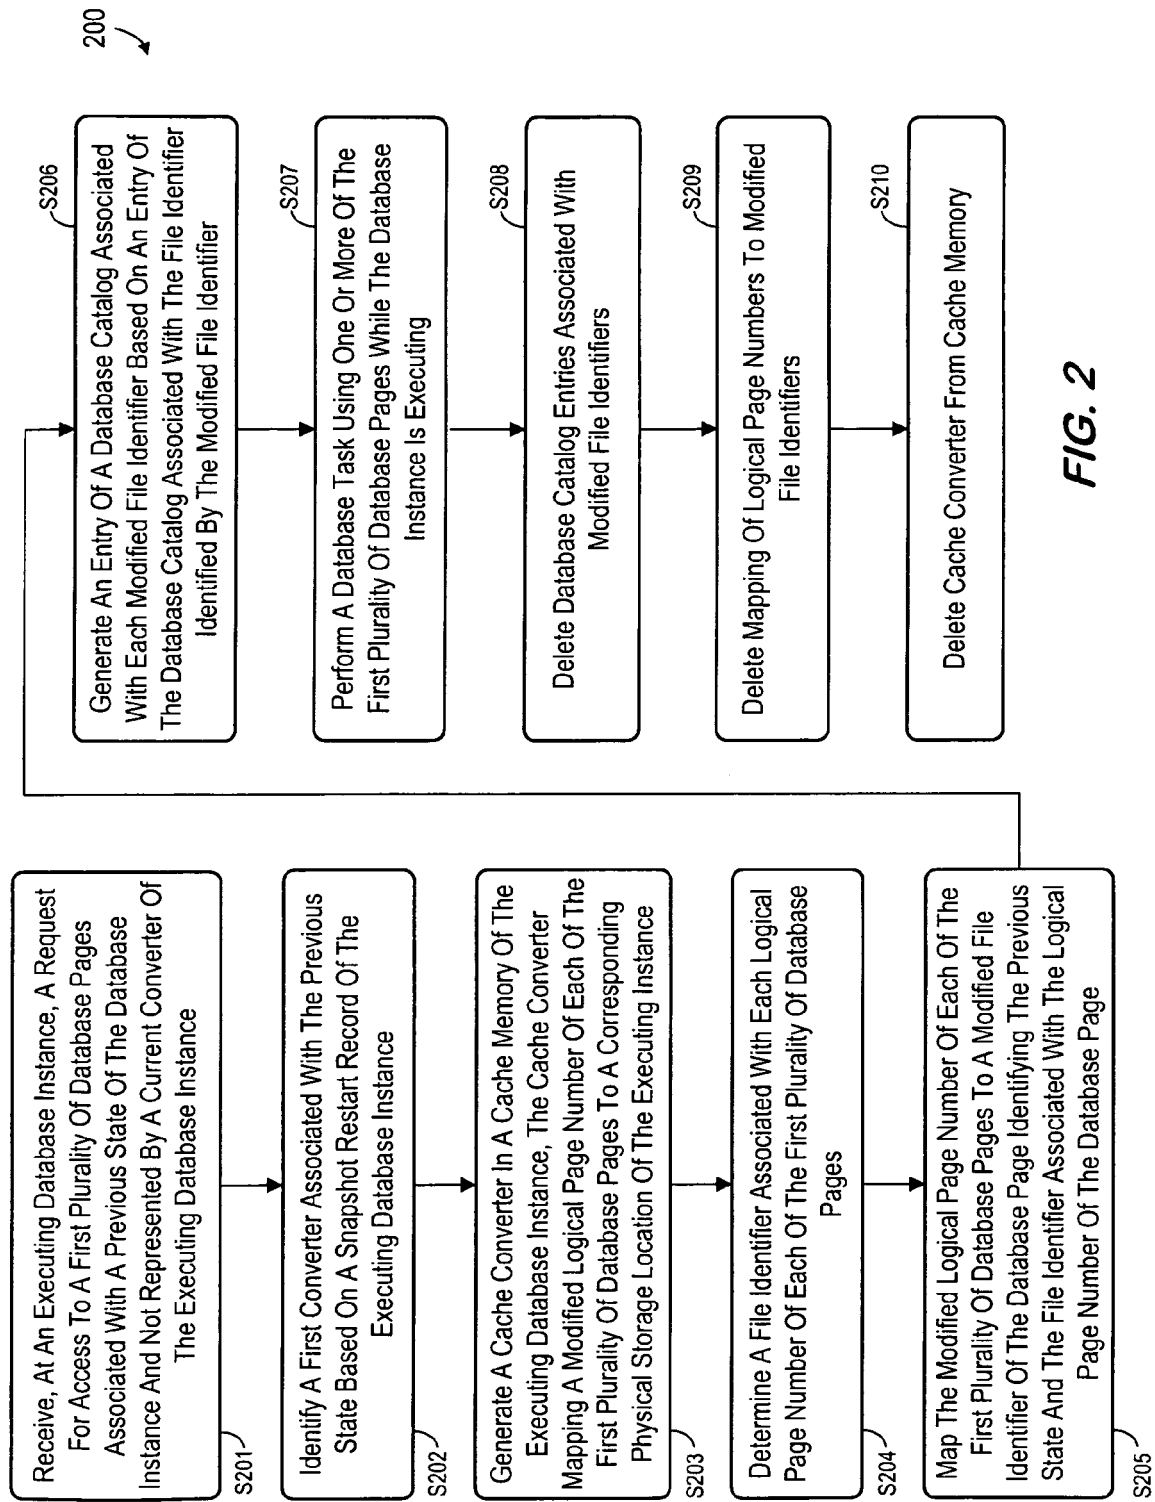 200
S201
Receive, At An Executing Database Instance, A Request
For Access To A First Plurality Of Database Pages
Associated With A Previous State Of The Database
Instance And Not Represented By A Current Converter Of
The Executing Database Instance
S202
Identify A First Converter Associated With The Previous
State Based On A Snapshot Restart Record Of The
Executing Database Instance
S203
Generate A Cache Converter In A Cache Memory Of The
Executing Database Instance, The Cache Converter
Mapping A Modified Logical Page Number Of Each Of The
First Plurality Of Database Pages To A Corresponding
Physical Storage Location Of The Executing Instance
S204
Determine A File Identifier Associated With Each Logical
Page Number Of Each Of The First Plurality Of Database
Pages
S205
Map The Modified Logical Page Number Of Each Of The
First Plurality Of Database Pages To A Modified File
Identifier Of The Database Page Identifying The Previous
State And The File Identifier Associated With The Logical
Page Number Of The Database Page
S206
Generate An Entry Of A Database Catalog Associated
With Each Modified File Identifier Based On An Entry Of
The Database Catalog Associated With The File Identifier
Identified By The Modified File Identifier
S207
Perform A Database Task Using One Or More Of The
First Plurality Of Database Pages While The Database
Instance Is Executing
S208
Delete Database Catalog Entries Associated With
Modified File Identifiers
S209
Delete Mapping Of Logical Page Numbers To Modified
File Identifiers
S210
Delete Cache Converter From Cache Memory
FIG. 2